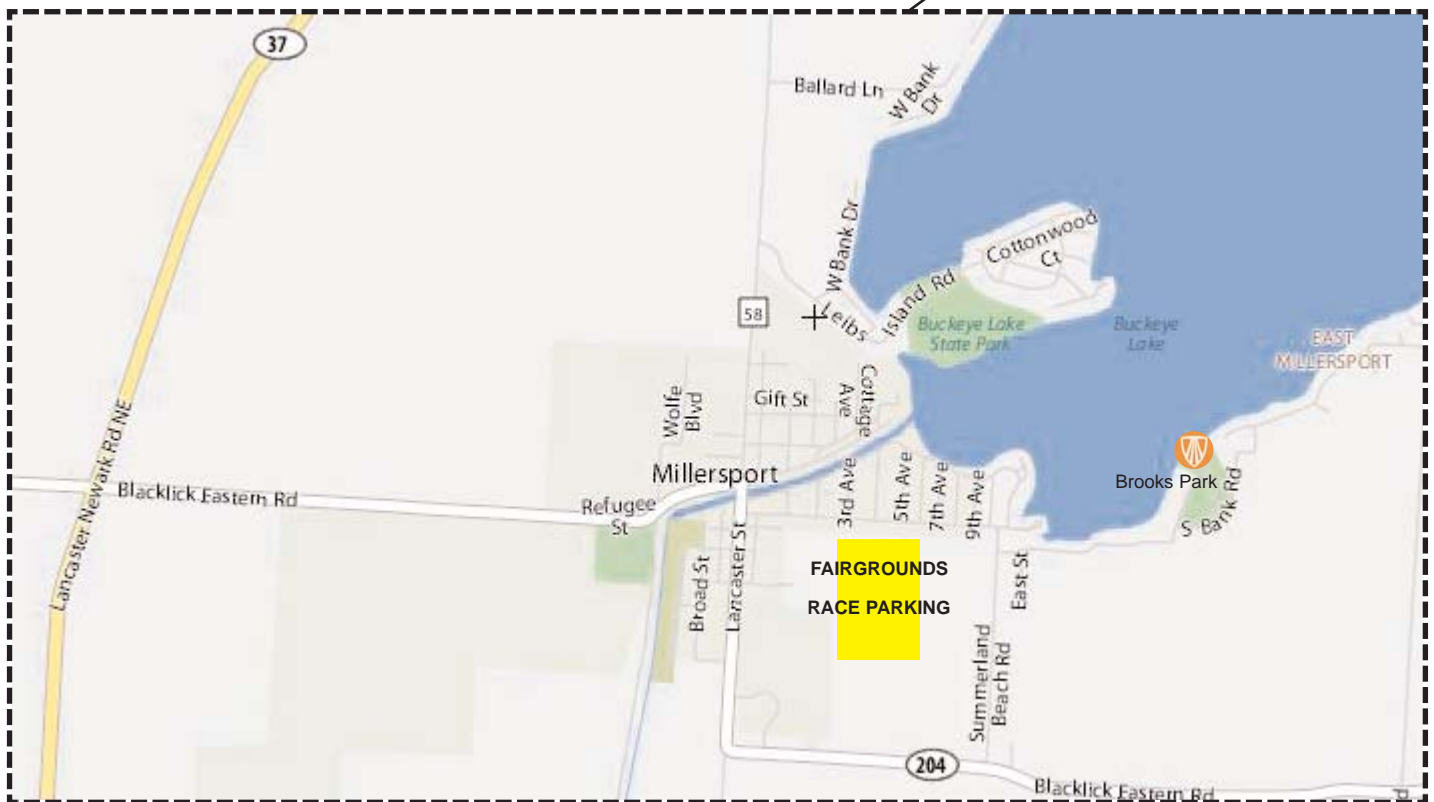 37
Ballard Ln
W Bank
Dr
W Bank Dr
Cottonwood
Ct
Island Rd
Leibs
58
Buckeye Lake
State Park
Buckeye
Lake
EAST
MILLERSPORT
Wolfe
Blvd
Gift St
Cottage
Ave
Lancaster Newark Rd NE
Millersport
Blacklick Eastern Rd
Refugee
St
3rd Ave
5th Ave
7th Ave
9th Ave
Brooks Park
S Bank Rd
Broad St
Lancaster St
FAIRGROUNDS
RACE PARKING
East St
Summerland
Beach Rd
204
Blacklick Eastern Rd